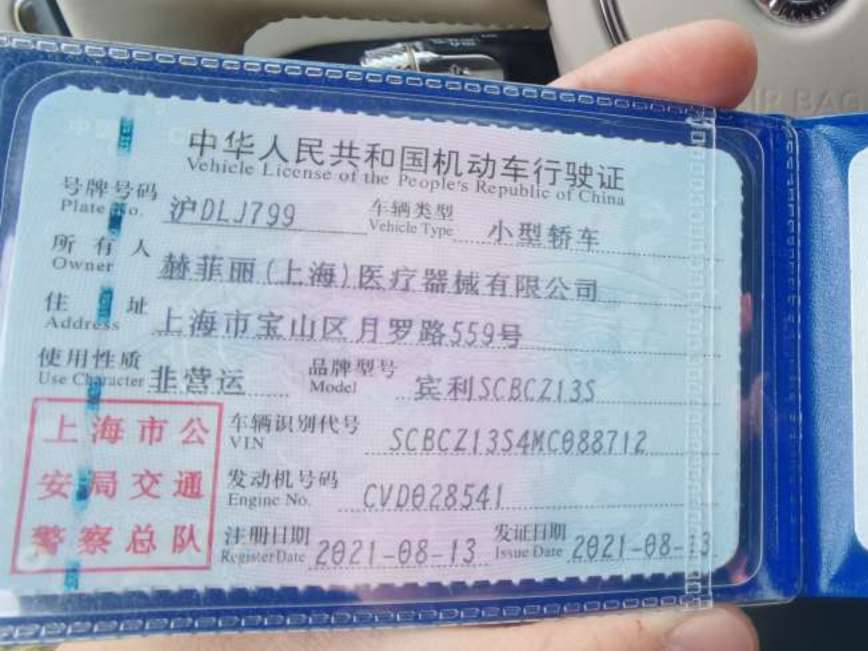 中华人民共和国机动车行驶证
Vehicle License of the People's Republic of China
号牌号码 沪DLJ799 车辆类型 小型轿车
Plate No. Vehicle Type
所有人 赫菲丽(上海)医疗器械有限公司
Owner
住址 上海市宝山区月罗路559号
Address
使用性质 非营运 品牌型号 宾利SCBCZ13S
Use Character Model
上海市公
安局交通
警察总队
车辆识别代号 SCBCZ13S4MC088712
VIN
发动机号码 CVD028541
Engine No.
注册日期 2021-08-13 发证日期 2021-08-13
Register Date Issue Date
AIR BAG